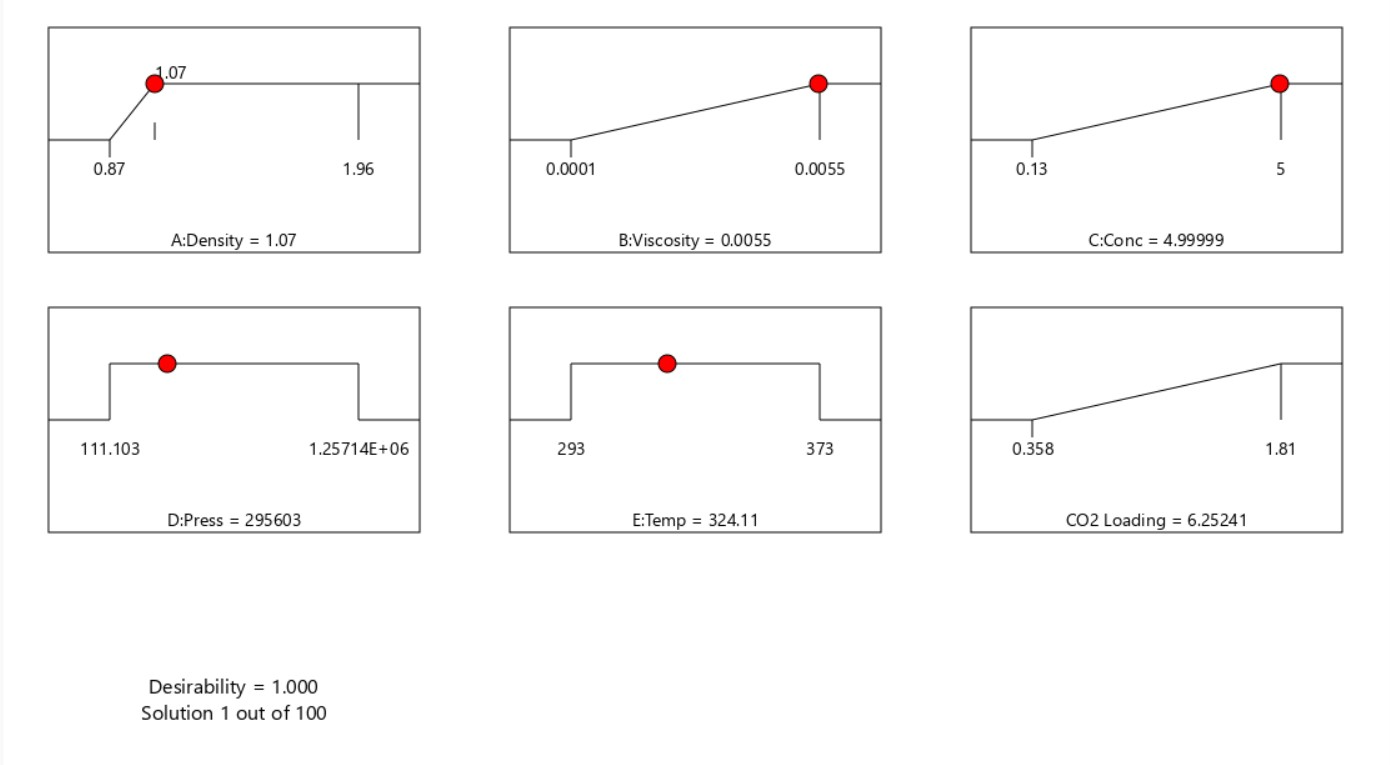 1.07
0.87
1.96
A:Density = 1.07
0.0001
0.0055
B:Viscosity = 0.0055
0.13
5
C:Conc = 4.99999
111.103
1.25714E+06
D:Press = 295603
293
373
E:Temp = 324.11
0.358
1.81
CO2 Loading = 6.25241
Desirability = 1.000
Solution 1 out of 100